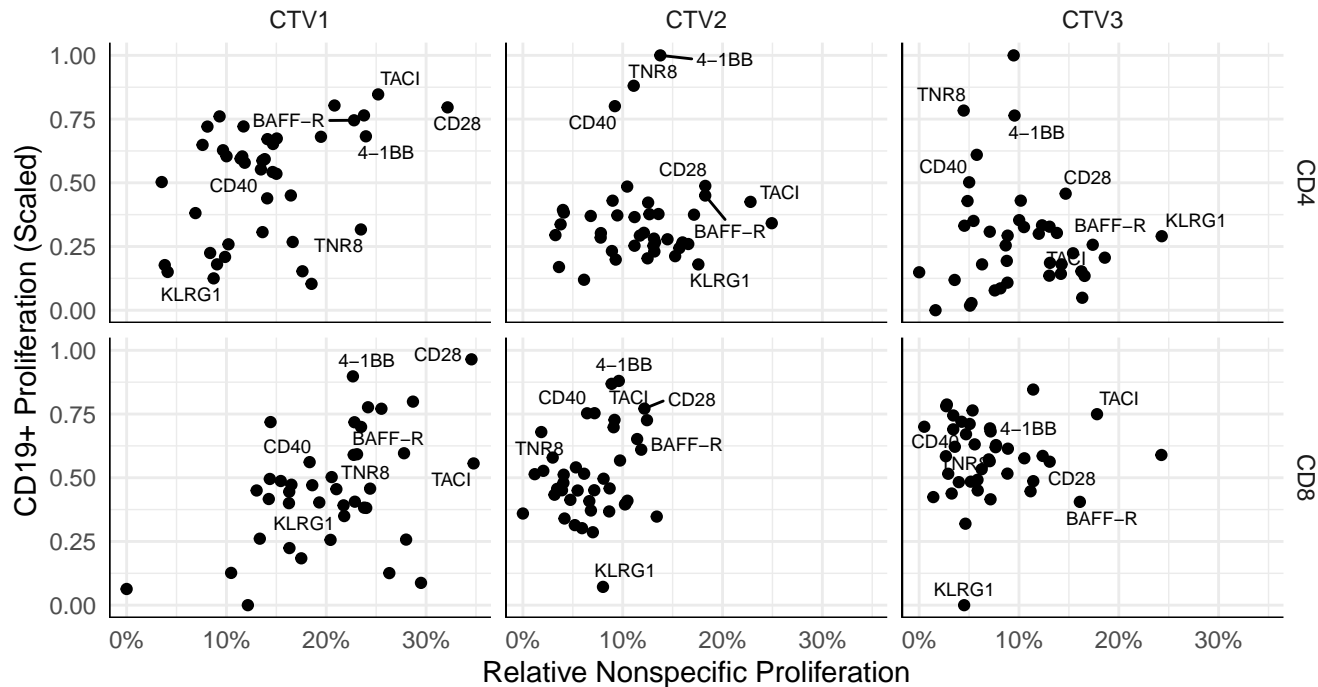 CTV1 CTV2 CTV3
CD19+ Proliferation (Scaled)
1.00
0.75
0.50
0.25
0.00
TACI
BAFF−R
CD28
4−1BB
CD40
TNR8
KLRG1
4−1BB
TNR8
CD40
CD28
TACI
BAFF−R
KLRG1
TNR8
4−1BB
CD40
CD28
BAFF−R
KLRG1
TACI
CD4
1.00
0.75
0.50
0.25
0.00
4−1BB
CD28
CD40
BAFF−R
TNR8
TACI
KLRG1
4−1BB
CD40
TACI
CD28
TNR8
BAFF−R
KLRG1
TACI
CD40
4−1BB
TNR8
CD28
BAFF−R
KLRG1
CD8
0% 10% 20% 30% 0% 10% 20% 30% 0% 10% 20% 30%
Relative Nonspecific Proliferation